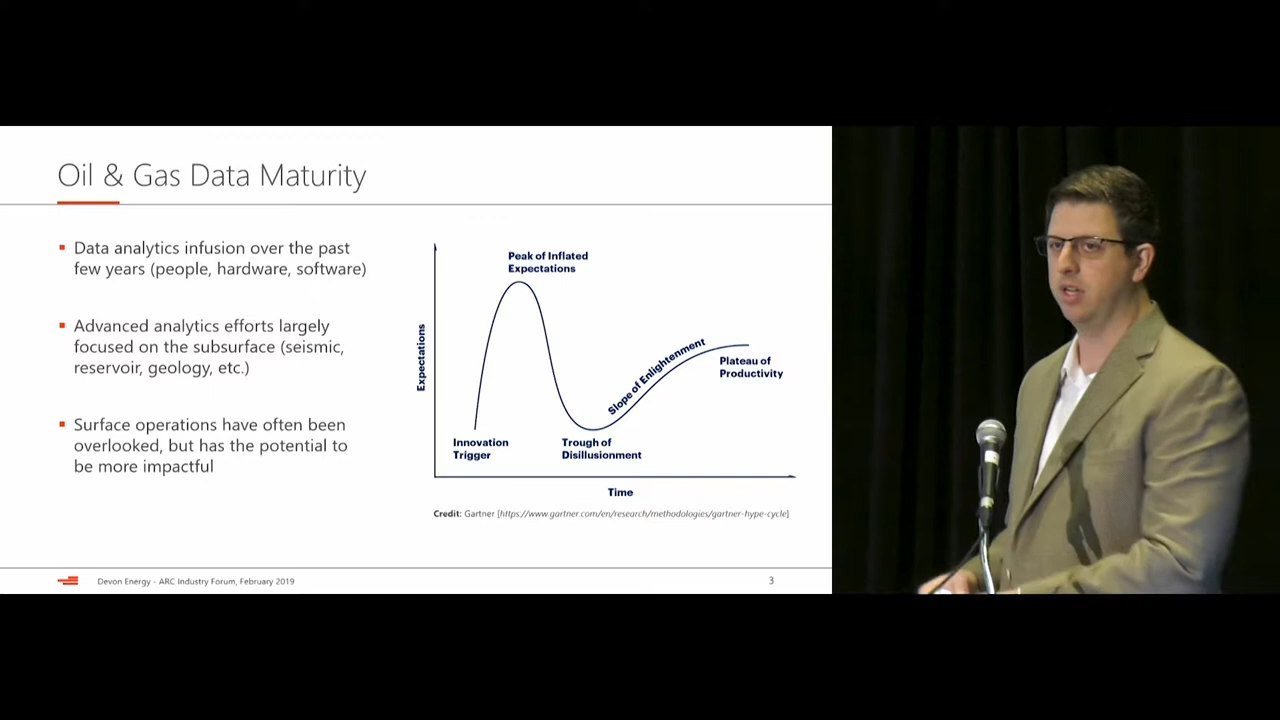 Oil & Gas Data Maturity
Data analytics infusion over the past
few years (people, hardware, software)
Advanced analytics efforts largely
focused on the subsurface (seismic,
reservoir, geology, etc.)
Surface operations have often been
overlooked, but has the potential to
be more impactful
Peak of Inflated
Expectations
Expectations
Slope of Enlightenment
Plateau of
Productivity
Innovation
Trigger
Trough of
Disillusionment
Time
Credit: Gartner [https://www.gartner.com/en/research/methodologies/gartner-hype-cycle]
Devon Energy - ARC Industry Forum, February 2019
3